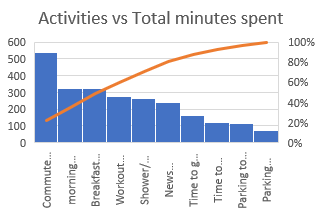 Activities vs Total minutes spent
600
500
400
300
200
100
0
100%
80%
60%
40%
20%
0%
Commute...
morning...
Breakfast...
Workout...
Shower/...
News...
Time to g...
Time to...
Parking to...
Parking...